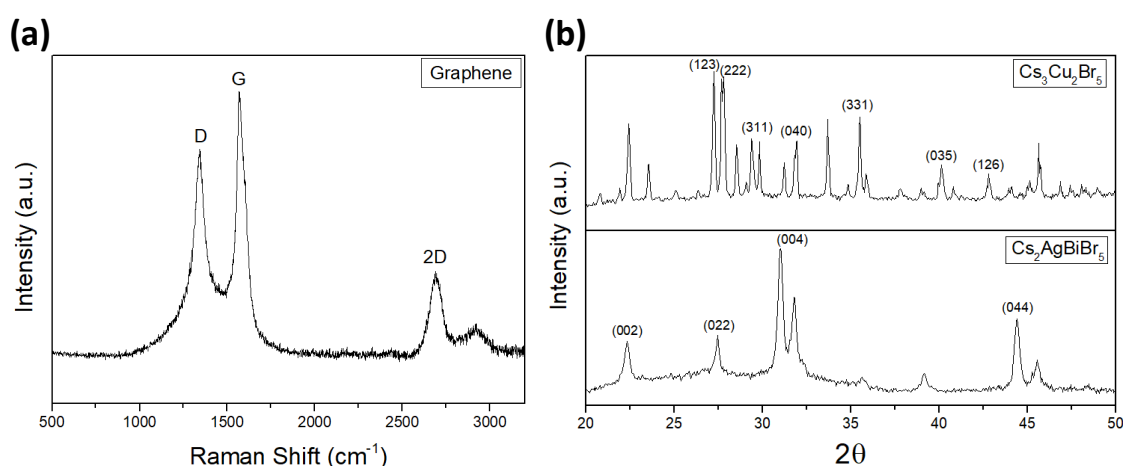 (a)
Graphene
G
D
2D
Intensity (a.u.)
500 1000 1500 2000 2500 3000
Raman Shift (cm⁻¹)
(b)
Cs₃Cu₂Br₅
(123)
(222)
(311)
(040)
(331)
(035)
(126)
Intensity (a.u.)
Cs₂AgBiBr₅
(002)
(022)
(004)
(044)
Intensity (a.u.)
20 25 30 35 40 45 50
2θ